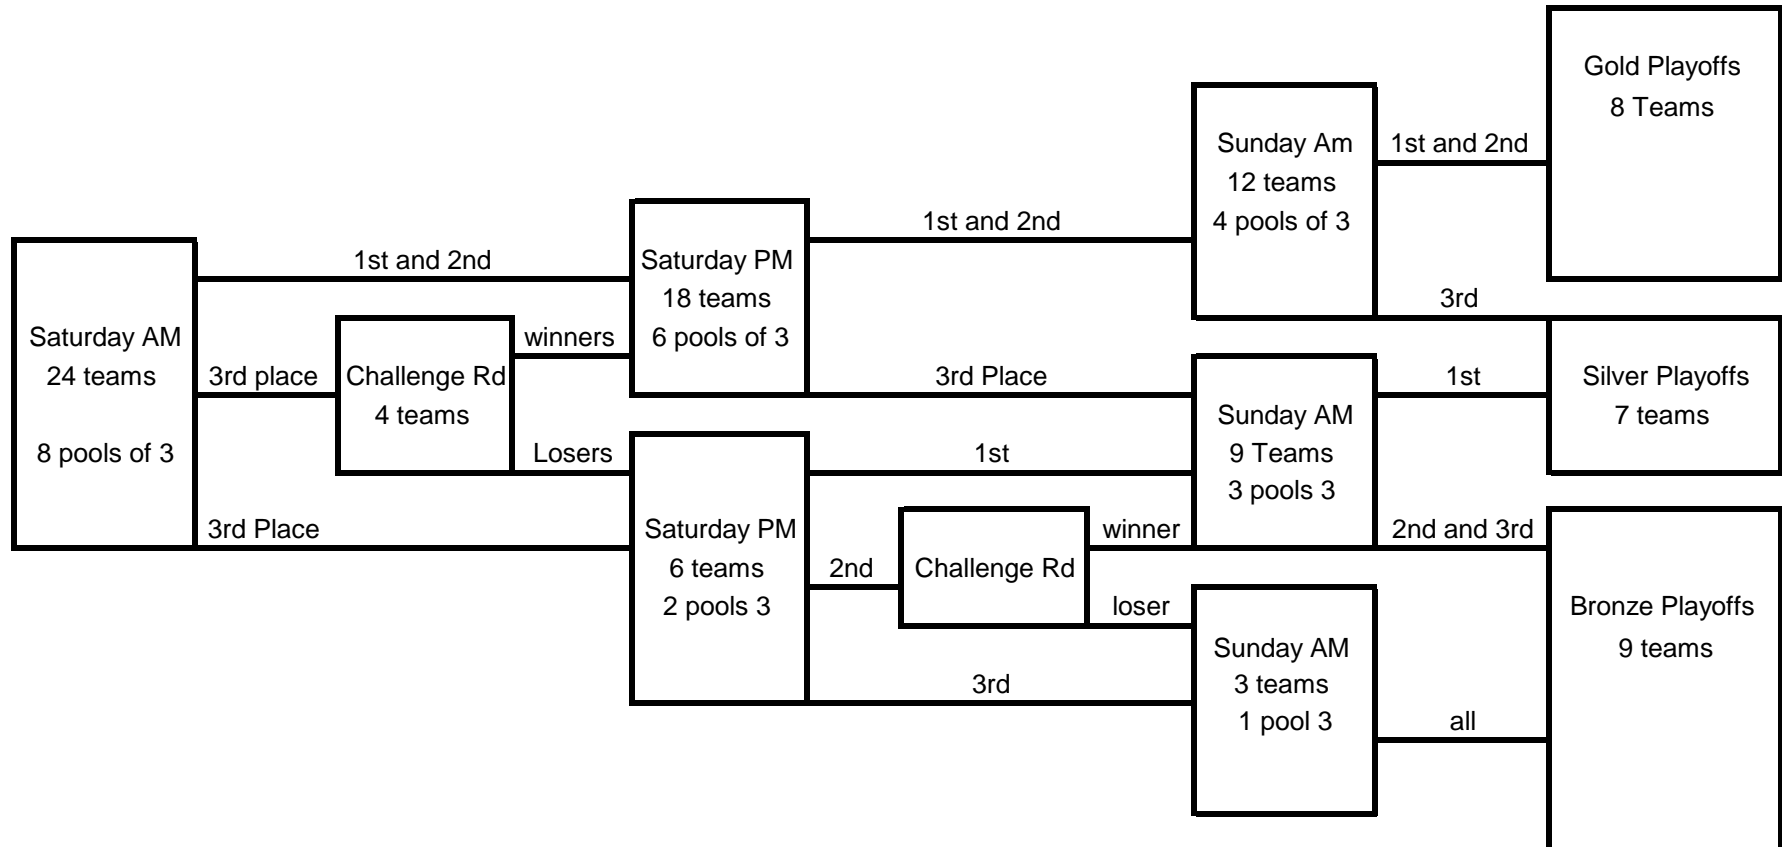 Saturday AM
24 teams
8 pools of 3
1st and 2nd
3rd place
3rd Place
Challenge Rd
4 teams
winners
Losers
Saturday PM
18 teams
6 pools of 3
Saturday PM
6 teams
2 pools 3
1st and 2nd
3rd Place
1st
2nd
3rd
Challenge Rd
winner
loser
Sunday Am
12 teams
4 pools of 3
Sunday AM
9 Teams
3 pools 3
Sunday AM
3 teams
1 pool 3
1st and 2nd
3rd
1st
2nd and 3rd
all
Gold Playoffs
8 Teams
Silver Playoffs
7 teams
Bronze Playoffs
9 teams